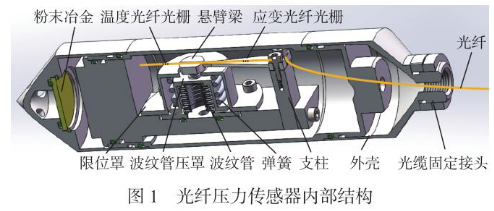 粉末冶金 温度光纤光栅 悬臂梁 应变光纤光栅
光纤
限位罩 波纹管压罩 波纹管 弹簧 支柱 外壳 光缆固定接头
图1 光纤压力传感器内部结构